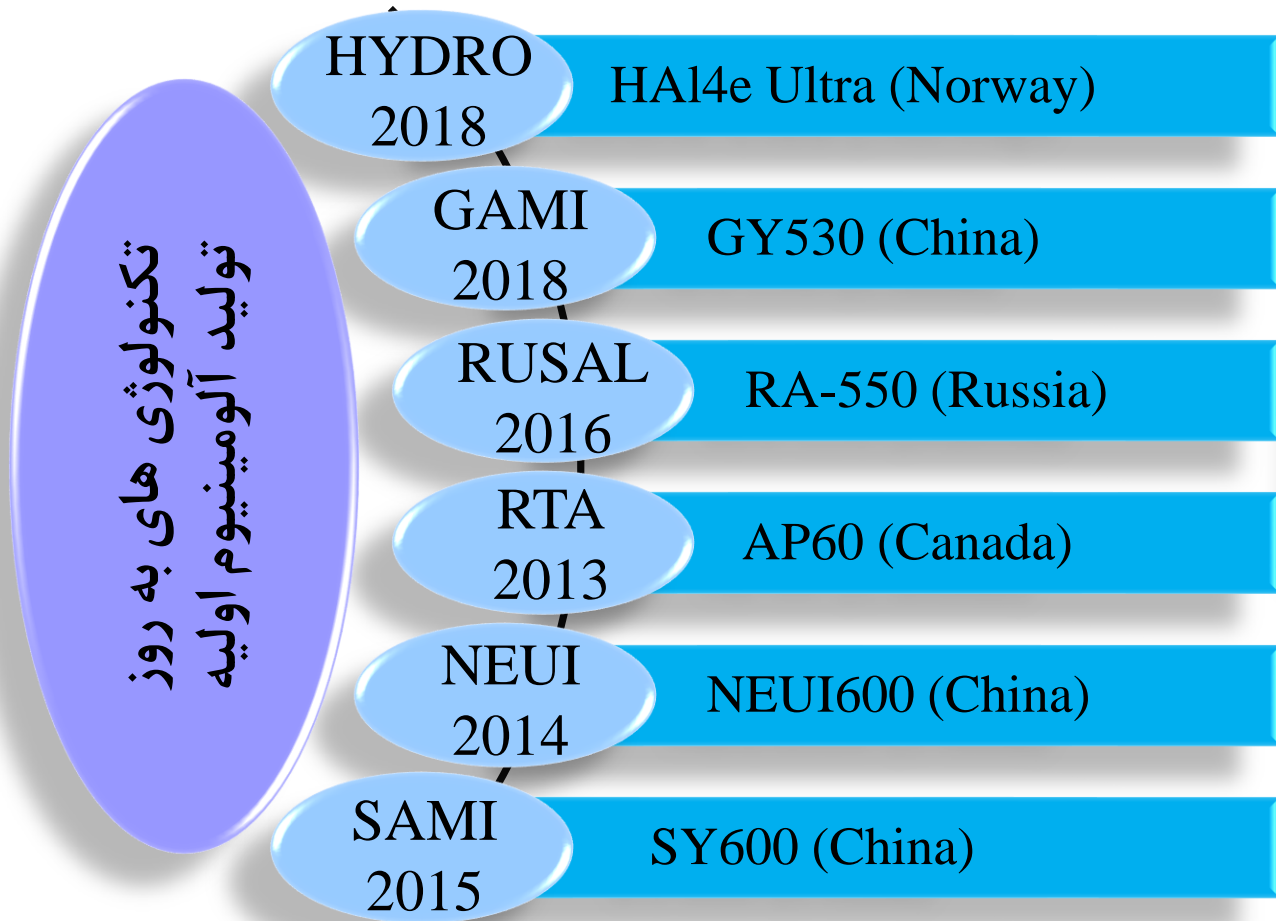 تکنولوژی های به روز
تولید آلومینیوم اولیه
HYDRO
2018
HAl4e Ultra (Norway)
GAMI
2018
GY530 (China)
RUSAL
2016
RA-550 (Russia)
RTA
2013
AP60 (Canada)
NEUI
2014
NEUI600 (China)
SAMI
2015
SY600 (China)